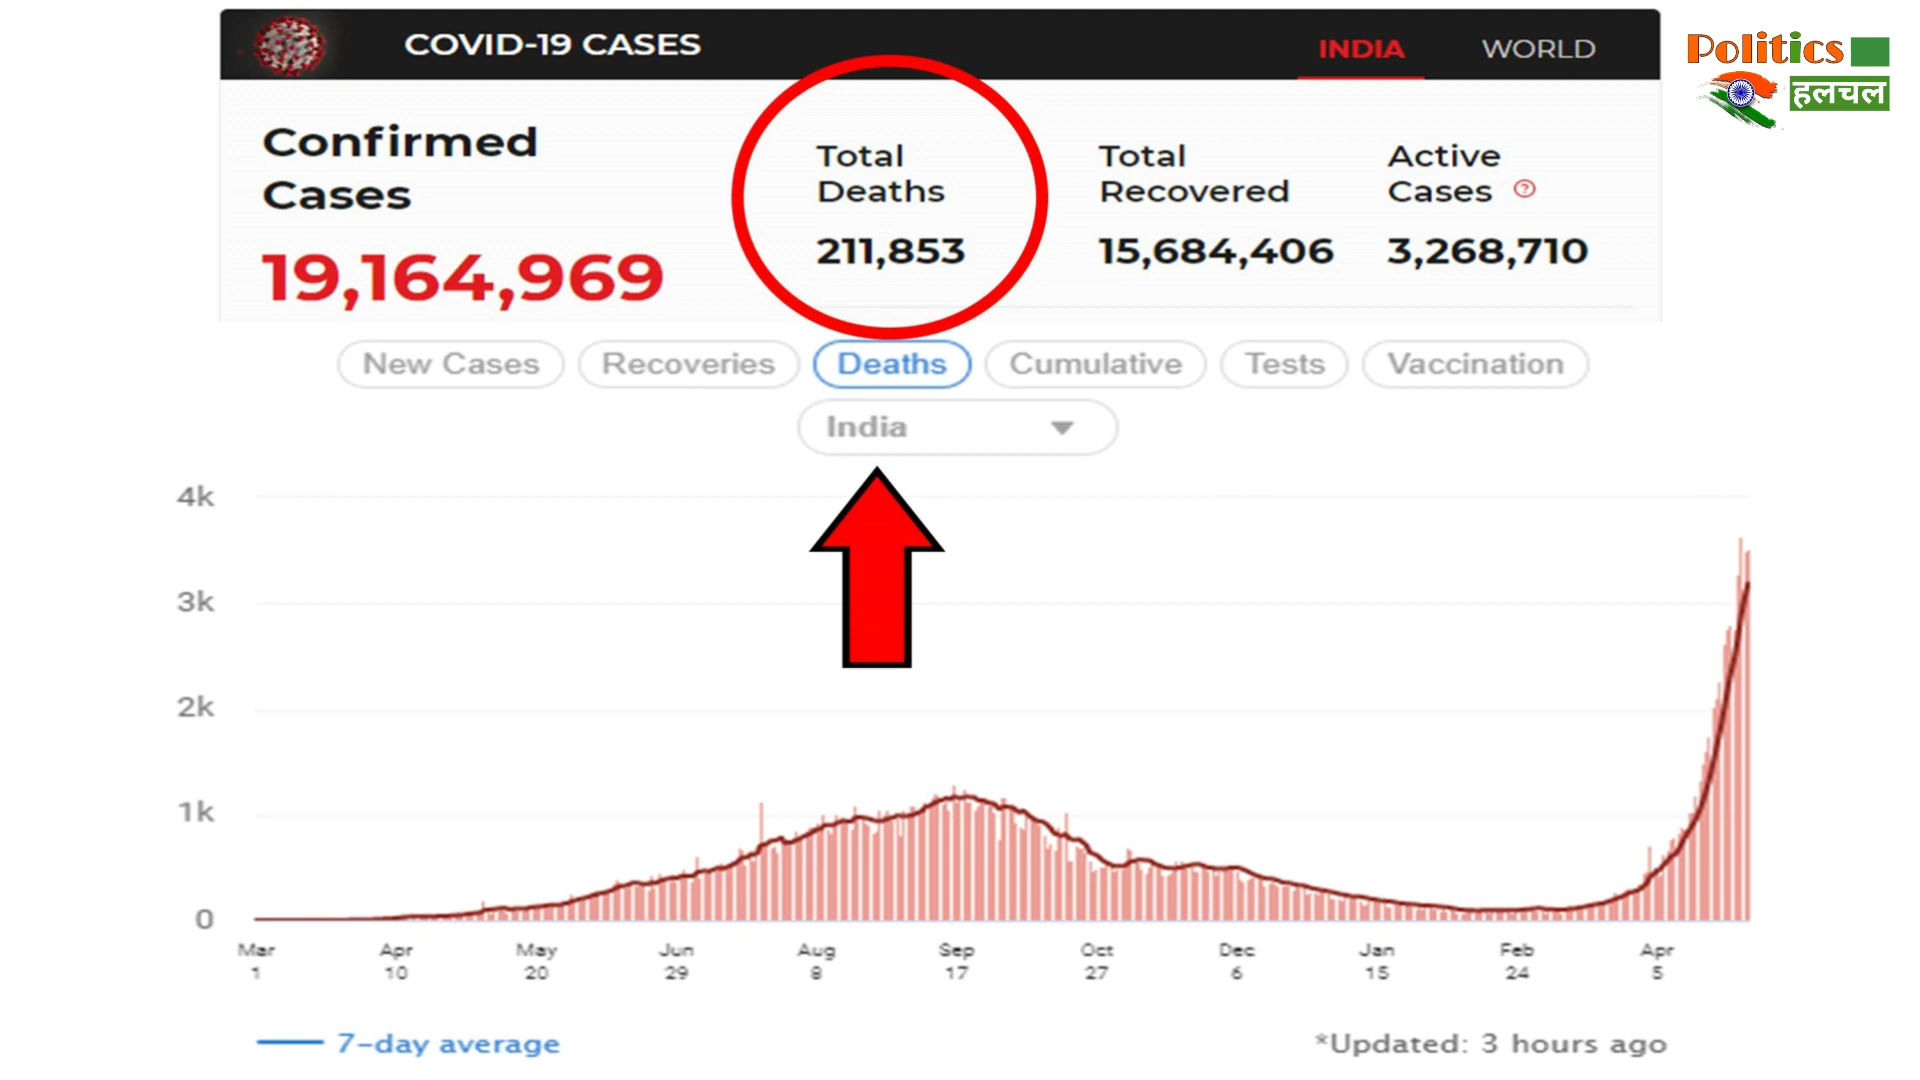 COVID-19 CASES
INDIA
WORLD
Politics
हलचल
Confirmed
Cases
19,164,969
Total
Deaths
211,853
Total
Recovered
15,684,406
Active
Cases ?
3,268,710
New Cases
Recoveries
Deaths
Cumulative
Tests
Vaccination
India
4k
3k
2k
1k
0
Mar
1
Apr
10
May
20
Jun
29
Aug
8
Sep
17
Oct
27
Dec
6
Jan
15
Feb
24
Apr
5
7-day average
*Updated: 3 hours ago